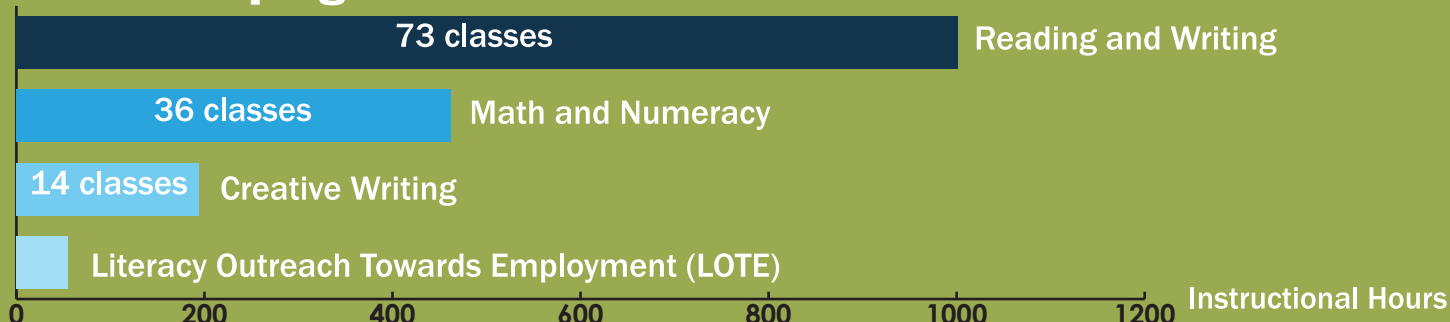 73 classes
Reading and Writing
36 classes
Math and Numeracy
14 classes
Creative Writing
Literacy Outreach Towards Employment (LOTE)
0 200 400 600 800 1000 1200 Instructional Hours